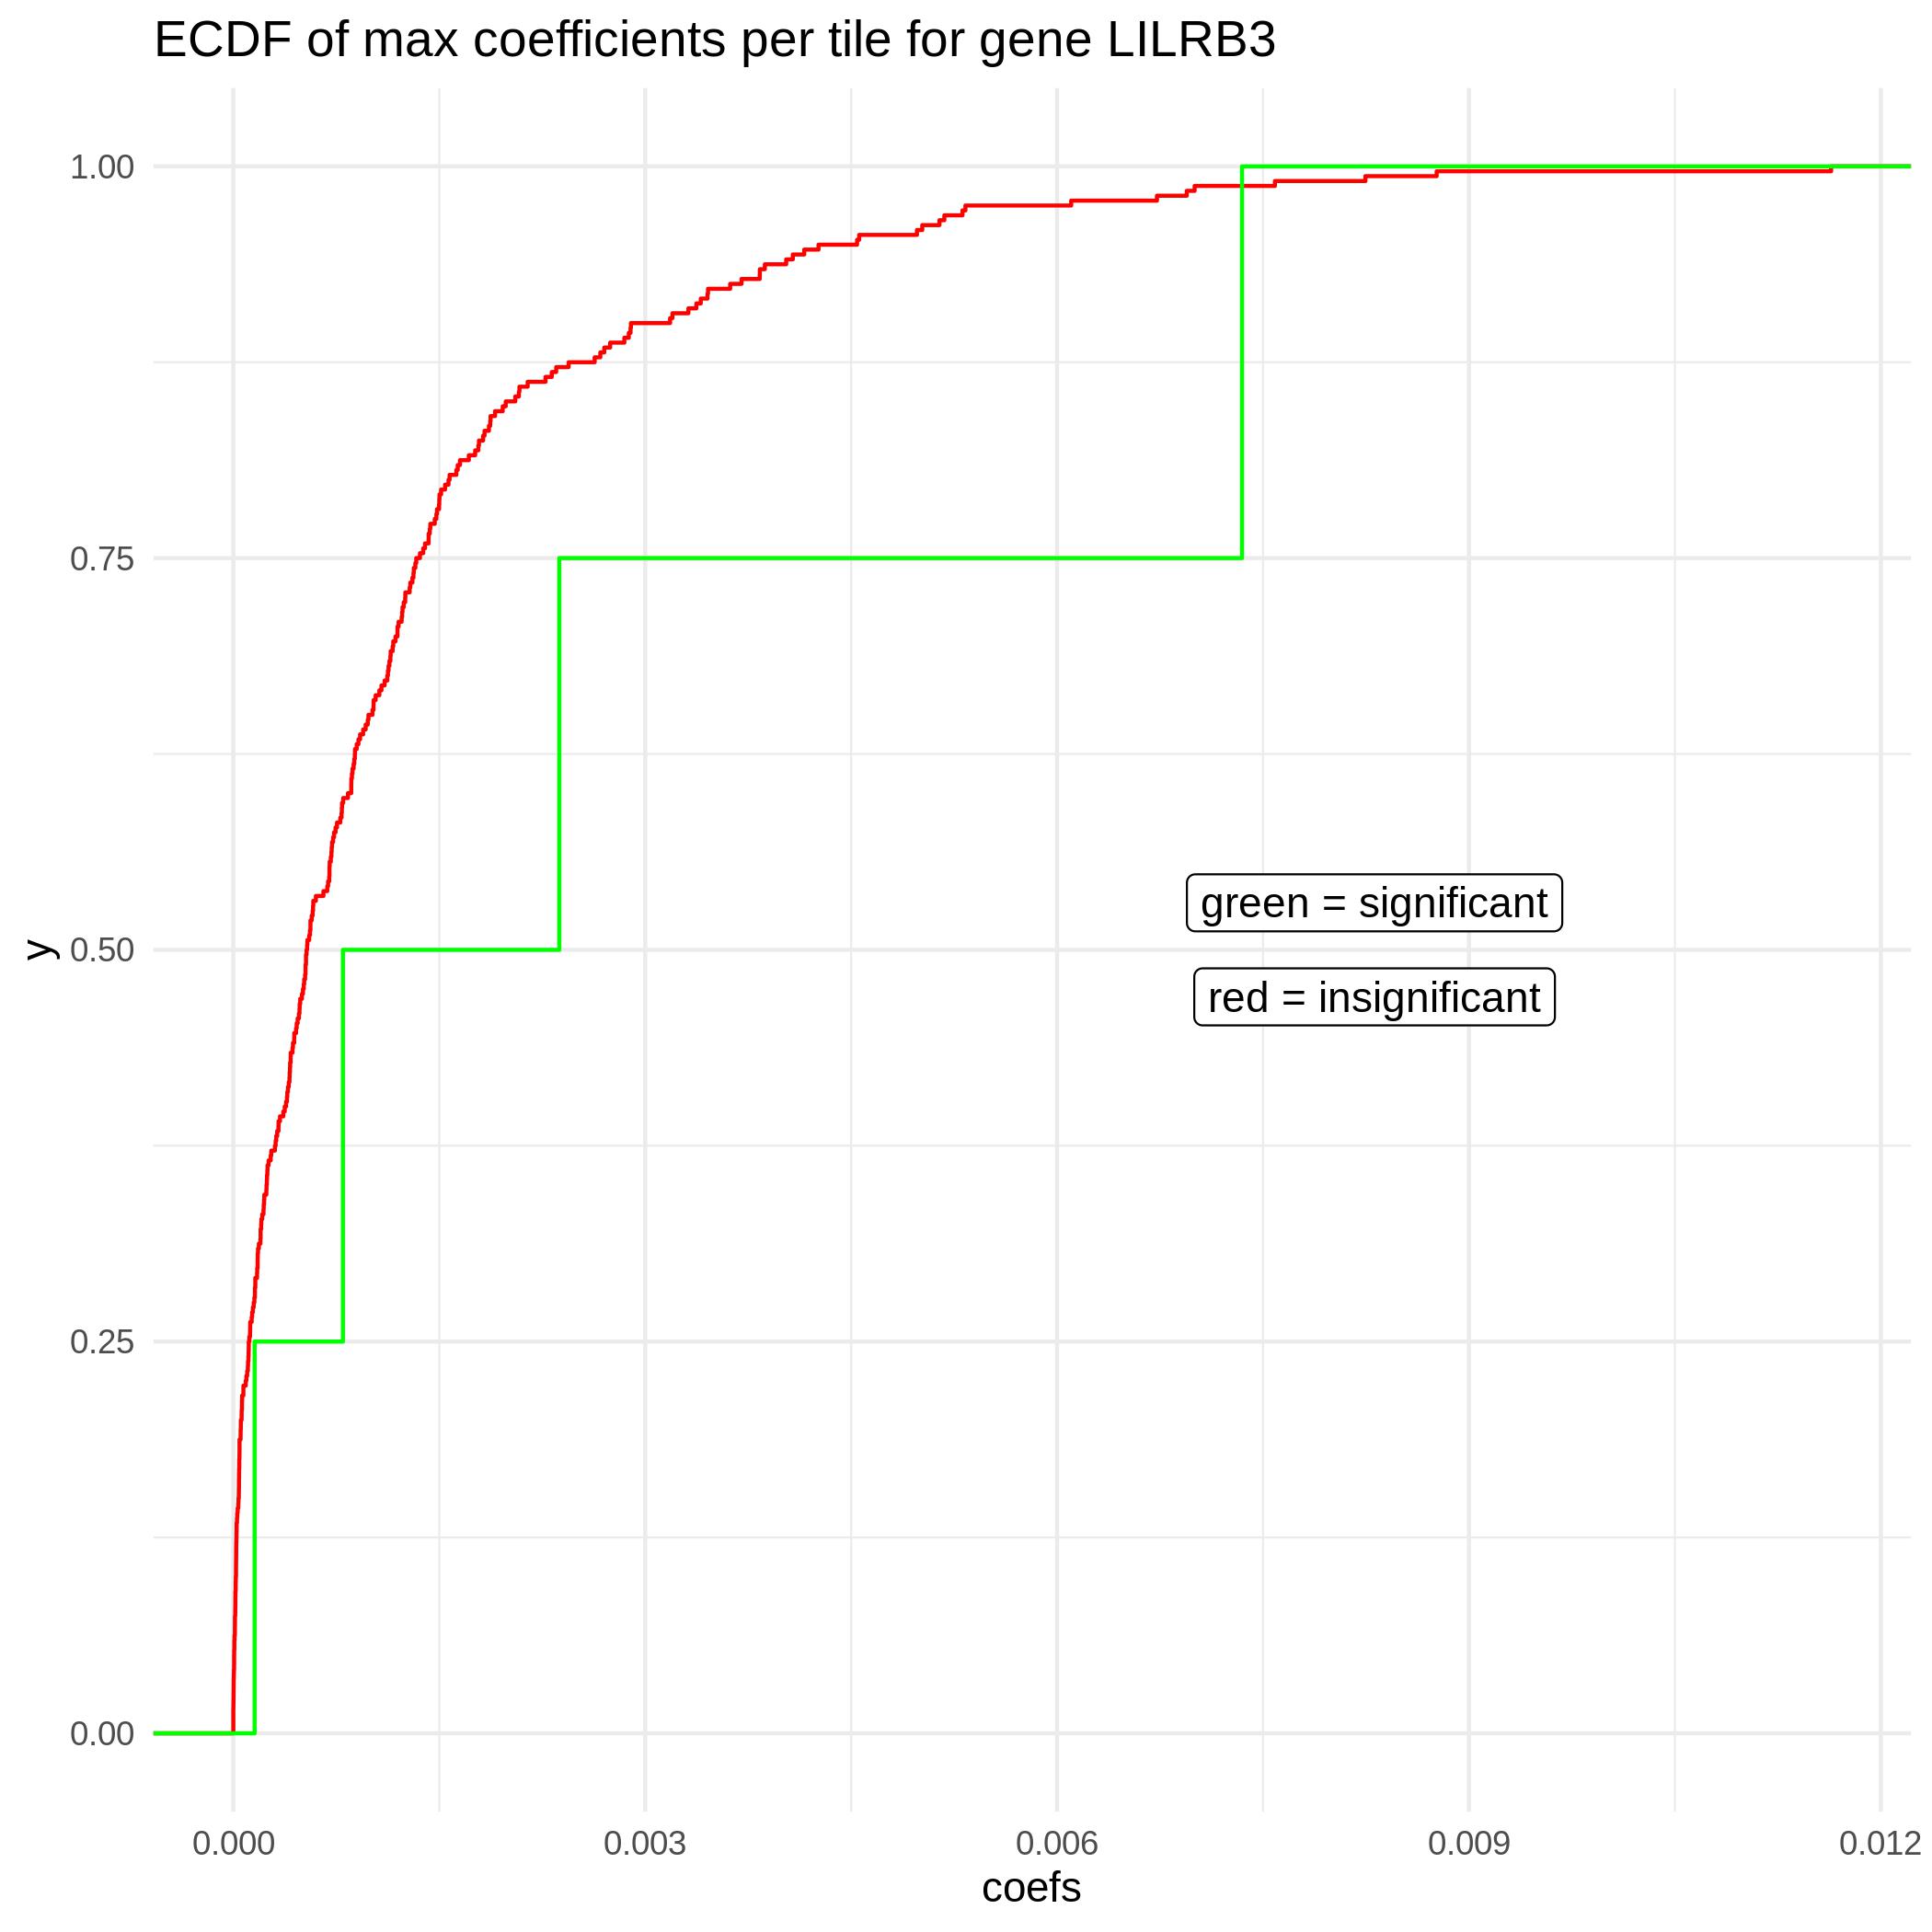 ECDF of max coefficients per tile for gene LILRB3
1.00
0.75
0.50
0.25
0.00
y
green = significant
red = insignificant
0.000
0.003
0.006
0.009
0.012
coefs